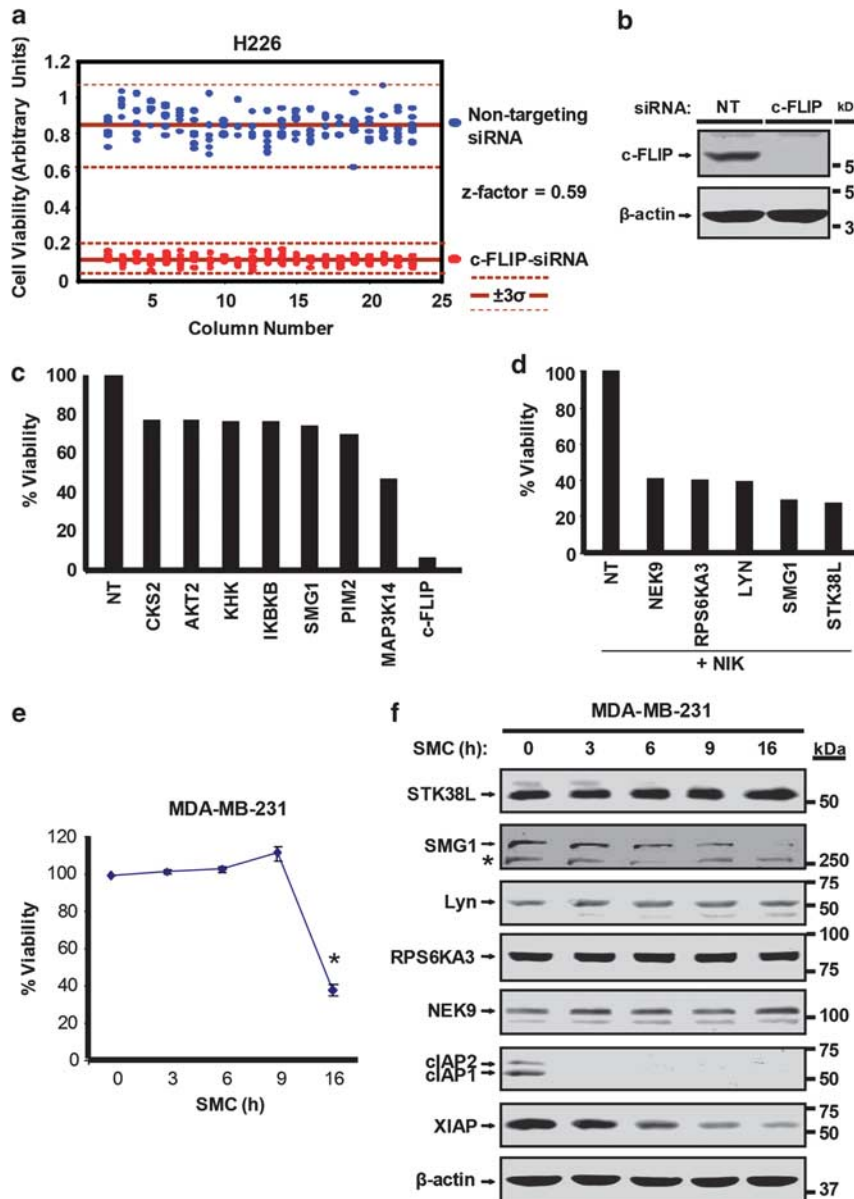 a
H226
Cell Viability (Arbitrary Units)
1.2
1
0.8
0.6
0.4
0.2
0
5
10
15
20
25
Column Number
Non-targeting
siRNA
z-factor = 0.59
c-FLIP-siRNA
±3σ
b
siRNA:
NT
c-FLIP
kD
c-FLIP
5
β-actin
5
3
c
% Viability
100
80
60
40
20
0
NT
CKS2
AKT2
KHK
IKBKB
SMG1
PIM2
MAP3K14
c-FLIP
d
% Viability
100
80
60
40
20
0
NT
NEK9
RPS6KA3
LYN
SMG1
STK38L
+ NIK
e
MDA-MB-231
% Viability
120
100
80
60
40
20
0
*
0
3
6
9
16
SMC (h)
f
MDA-MB-231
SMC (h): 0 3 6 9 16 kDa
STK38L
50
SMG1
*
250
Lyn
75
50
RPS6KA3
100
75
NEK9
100
cIAP2
cIAP1
75
50
XIAP
75
50
β-actin
37